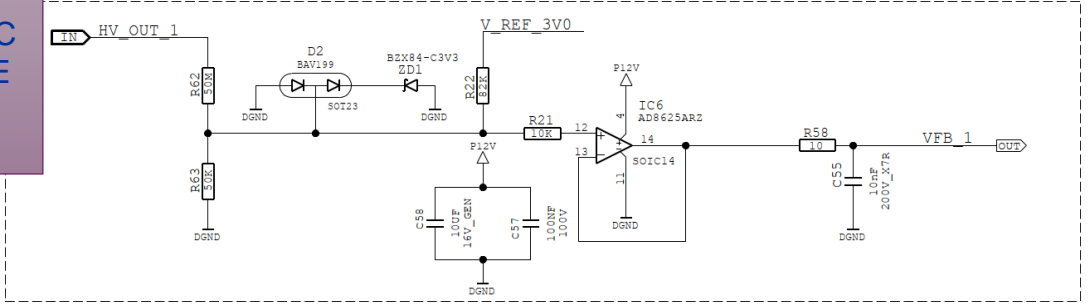 C
E
IN
HV_OUT_1
V_REF_3V0
D2
BAV199
SOT23
BZX84-C3V3
ZD1
DGND
DGND
R62
50M
R22
82K
R63
50K
DGND
R21
10K
P12V
IC6
AD8625ARZ
SOIC14
12
13
14
4
11
+
-
+
-
DGND
P12V
C58
10UF
16V_GEN
C57
100NF
100V
DGND
R58
10
C55
10nF
200V_X7R
DGND
VFB_1
OUT